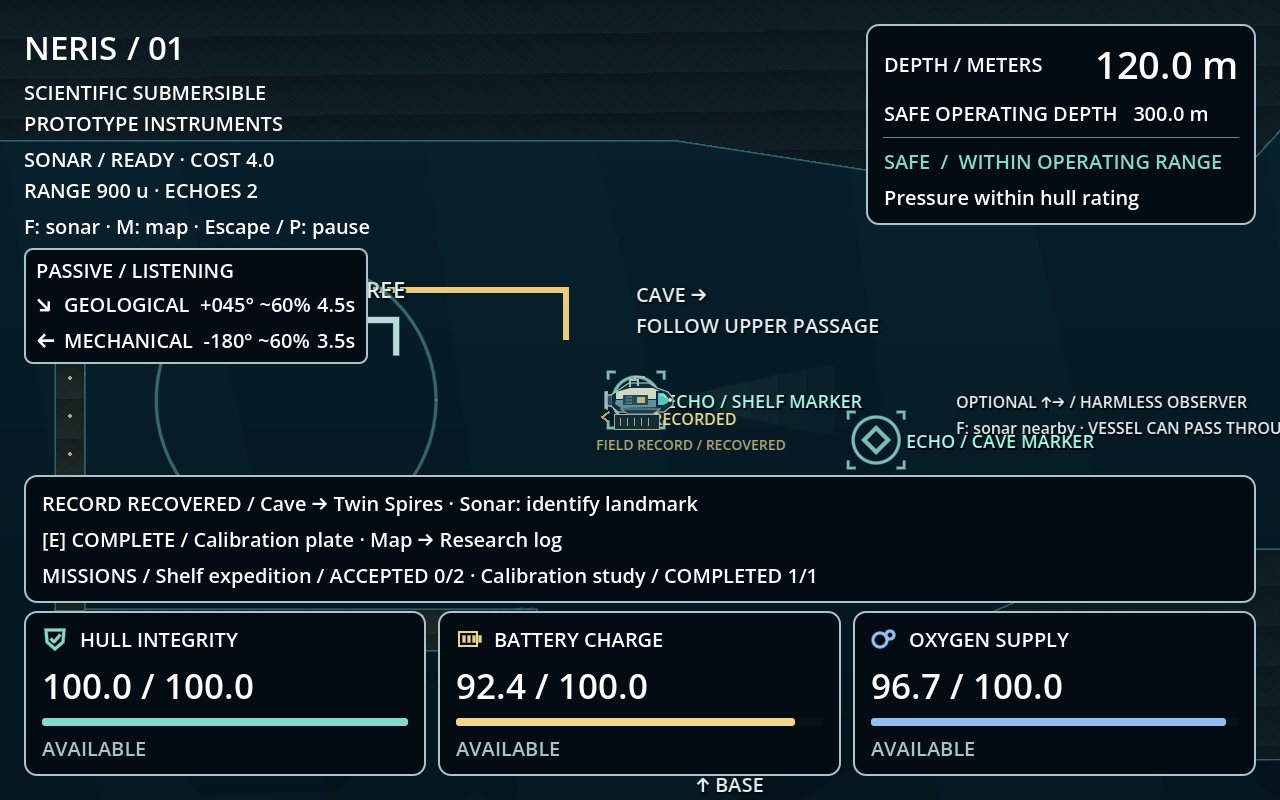 NERIS / 01
SCIENTIFIC SUBMERSIBLE
PROTOTYPE INSTRUMENTS
SONAR / READY · COST 4.0
RANGE 900 u · ECHOES 2
F: sonar · M: map · Escape / P: pause
DEPTH / METERS 120.0 m
SAFE OPERATING DEPTH 300.0 m
SAFE / WITHIN OPERATING RANGE
Pressure within hull rating
PASSIVE / LISTENING
↘ GEOLOGICAL +045° ~60% 4.5s
← MECHANICAL -180° ~60% 3.5s
REE
CAVE →
FOLLOW UPPER PASSAGE
ECHO / SHELF MARKER
ECORDED
FIELD RECORD / RECOVERED
OPTIONAL ↑→ / HARMLESS OBSERVER
F: sonar nearby · VESSEL CAN PASS THROU
ECHO / CAVE MARKER
RECORD RECOVERED / Cave → Twin Spires · Sonar: identify landmark
[E] COMPLETE / Calibration plate · Map → Research log
MISSIONS / Shelf expedition / ACCEPTED 0/2 · Calibration study / COMPLETED 1/1
HULL INTEGRITY
100.0 / 100.0
AVAILABLE
BATTERY CHARGE
92.4 / 100.0
AVAILABLE
OXYGEN SUPPLY
96.7 / 100.0
AVAILABLE
↑ BASE